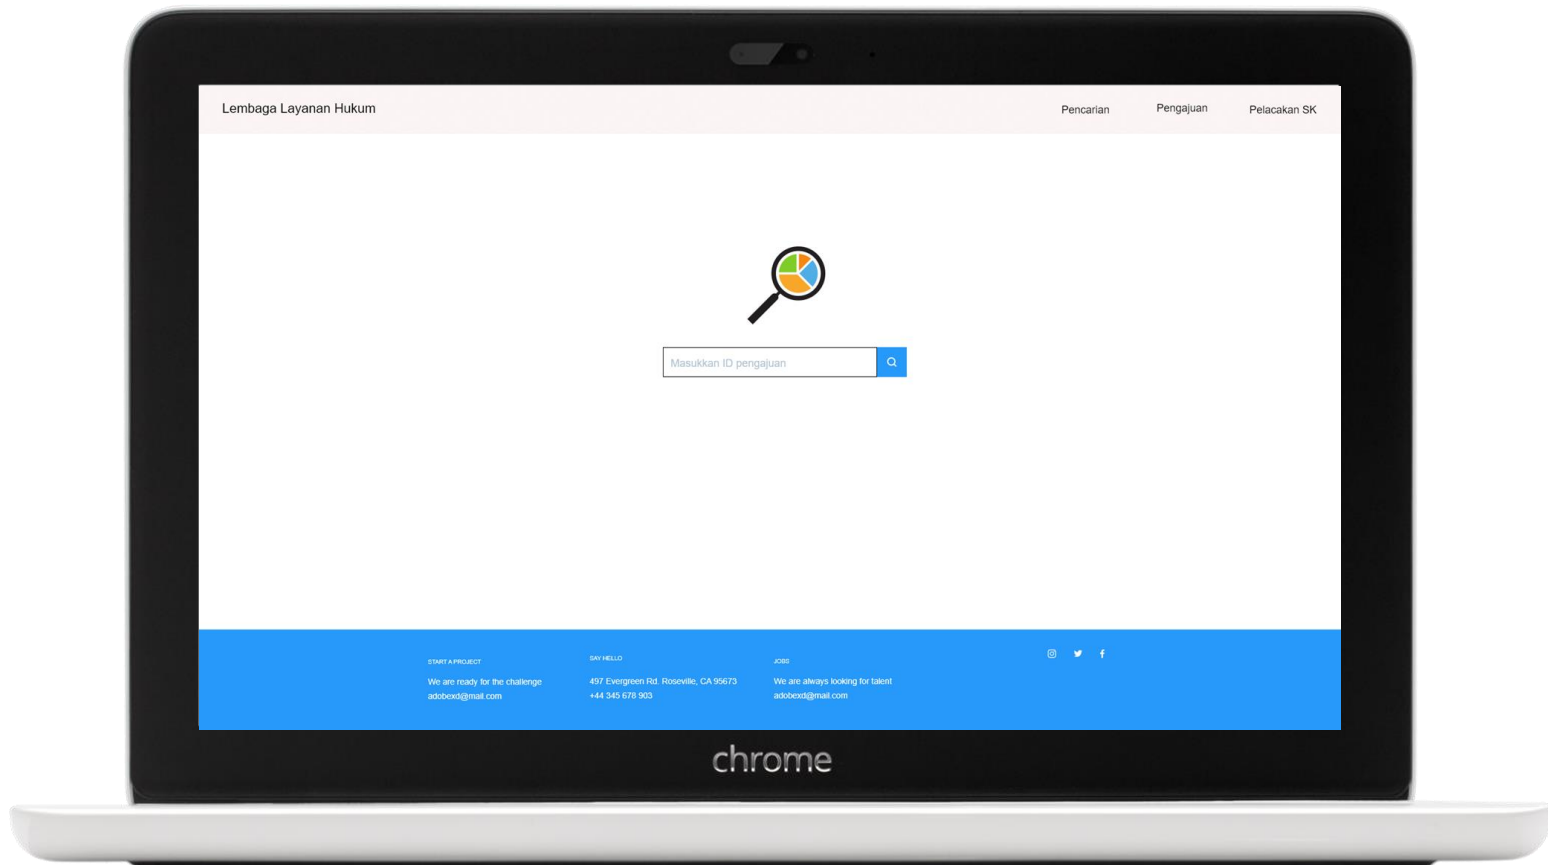 Lembaga Layanan Hukum
Pencarian
Pengajuan
Pelacakan SK
Masukkan ID pengajuan
START A PROJECT
We are ready for the challenge
adobexd@mail.com
SAY HELLO
497 Evergreen Rd. Roseville, CA 95673
+44 345 678 903
JOBS
We are always looking for talent
adobexd@mail.com
chrome